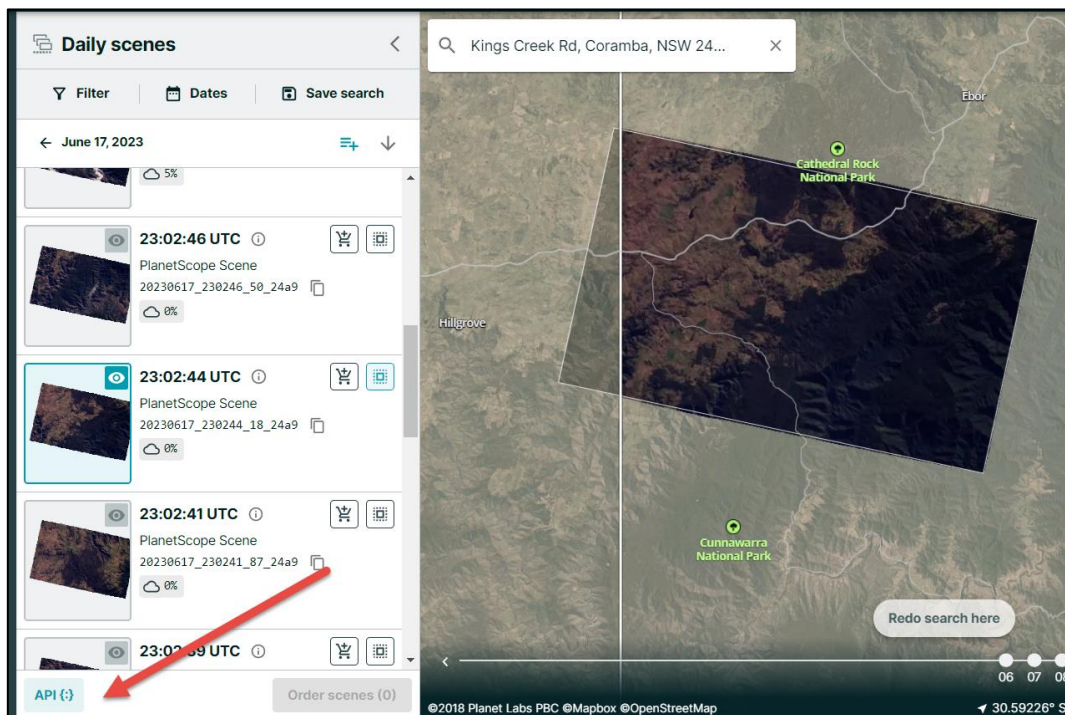 Daily scenes
Filter
Dates
Save search
June 17, 2023
5%
23:02:46 UTC
PlanetScope Scene
20230617_230246_50_24a9
0%
23:02:44 UTC
PlanetScope Scene
20230617_230244_18_24a9
0%
23:02:41 UTC
PlanetScope Scene
20230617_230241_87_24a9
0%
UTC
API {:}
Order scenes (0)
Kings Creek Rd, Coramba, NSW 24...
Ebor
Cathedral Rock
National Park
Hillgrove
Cunnawarra
National Park
Redo search here
06 07 08
©2018 Planet Labs PBC ©Mapbox ©OpenStreetMap
30.59226° S